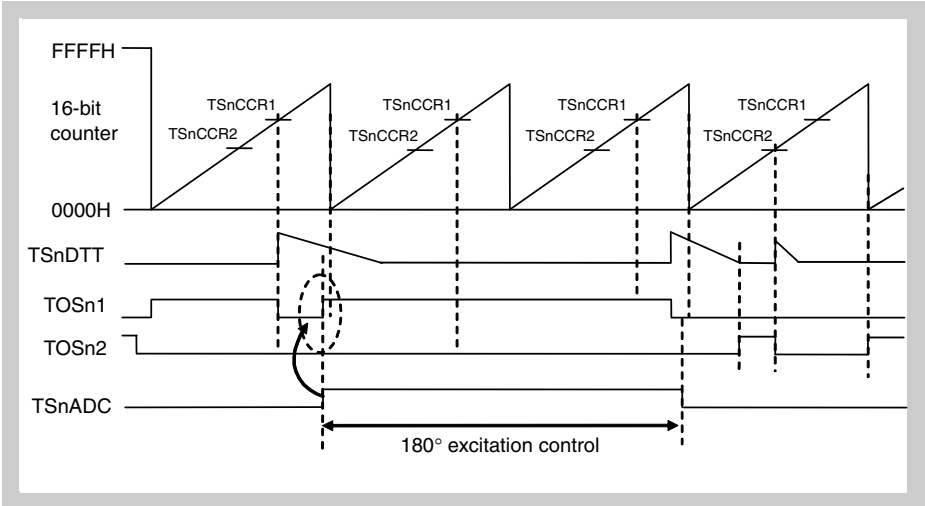 FFFFH
16-bit
counter
TSnCCR1
TSnCCR2
TSnCCR1
TSnCCR2
TSnCCR1
TSnCCR2
TSnCCR1
TSnCCR2
0000H
TSnDTT
TOSn1
TOSn2
TSnADC
180° excitation control